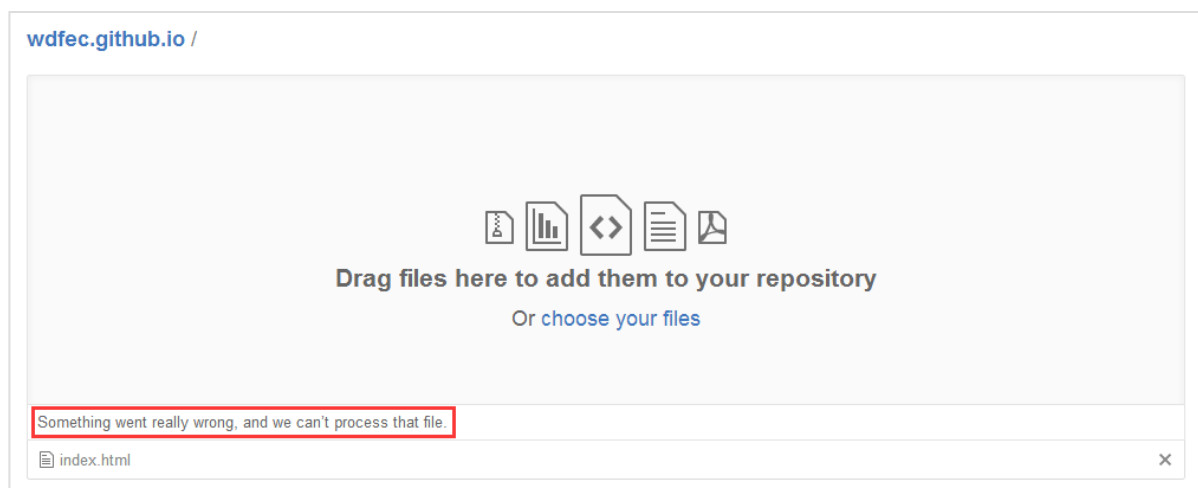 wdfec.github.io /
Drag files here to add them to your repository
Or choose your files
Something went really wrong, and we can't process that file.
index.html